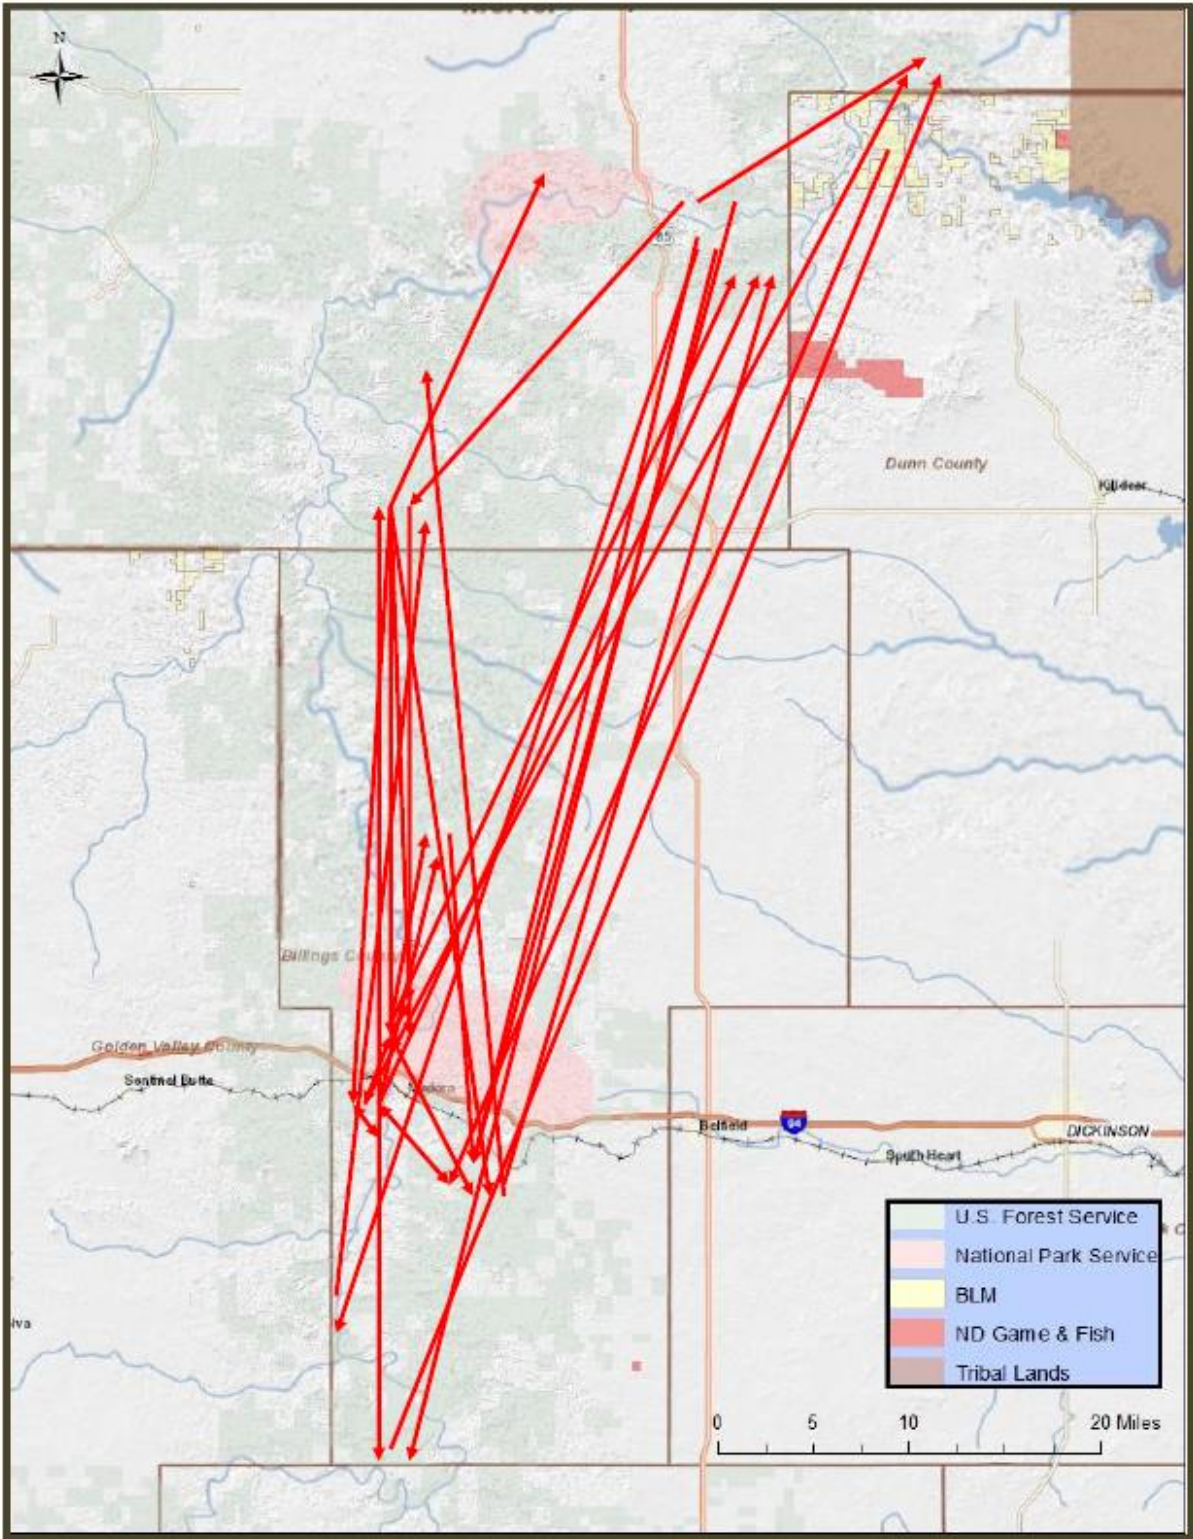 N
85
Dunn County
Killdeer
Billings County
Golden Valley County
Sentinel Butte
Medora
Belfield
94
South Heart
DICKINSON
U.S. Forest Service
National Park Service
BLM
ND Game & Fish
Tribal Lands
iva
0 5 10 20 Miles